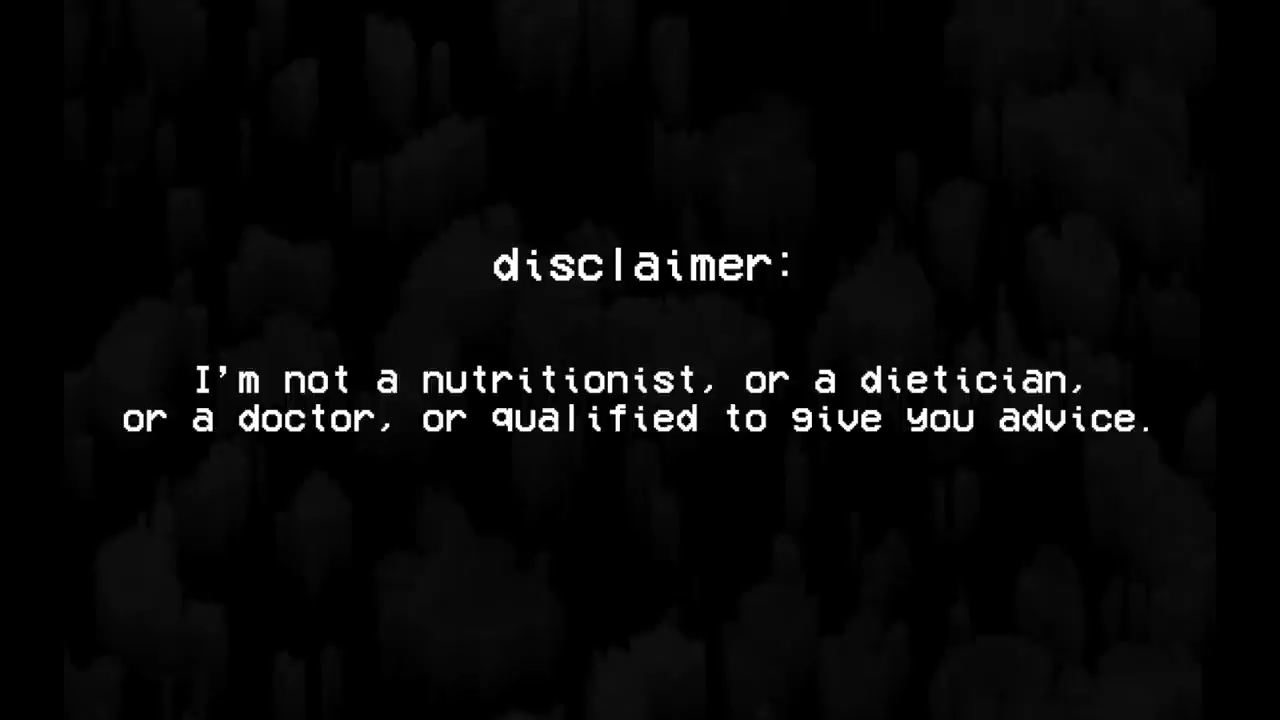 disclaimer:
I'm not a nutritionist, or a dietician,
or a doctor, or qualified to give you advice.